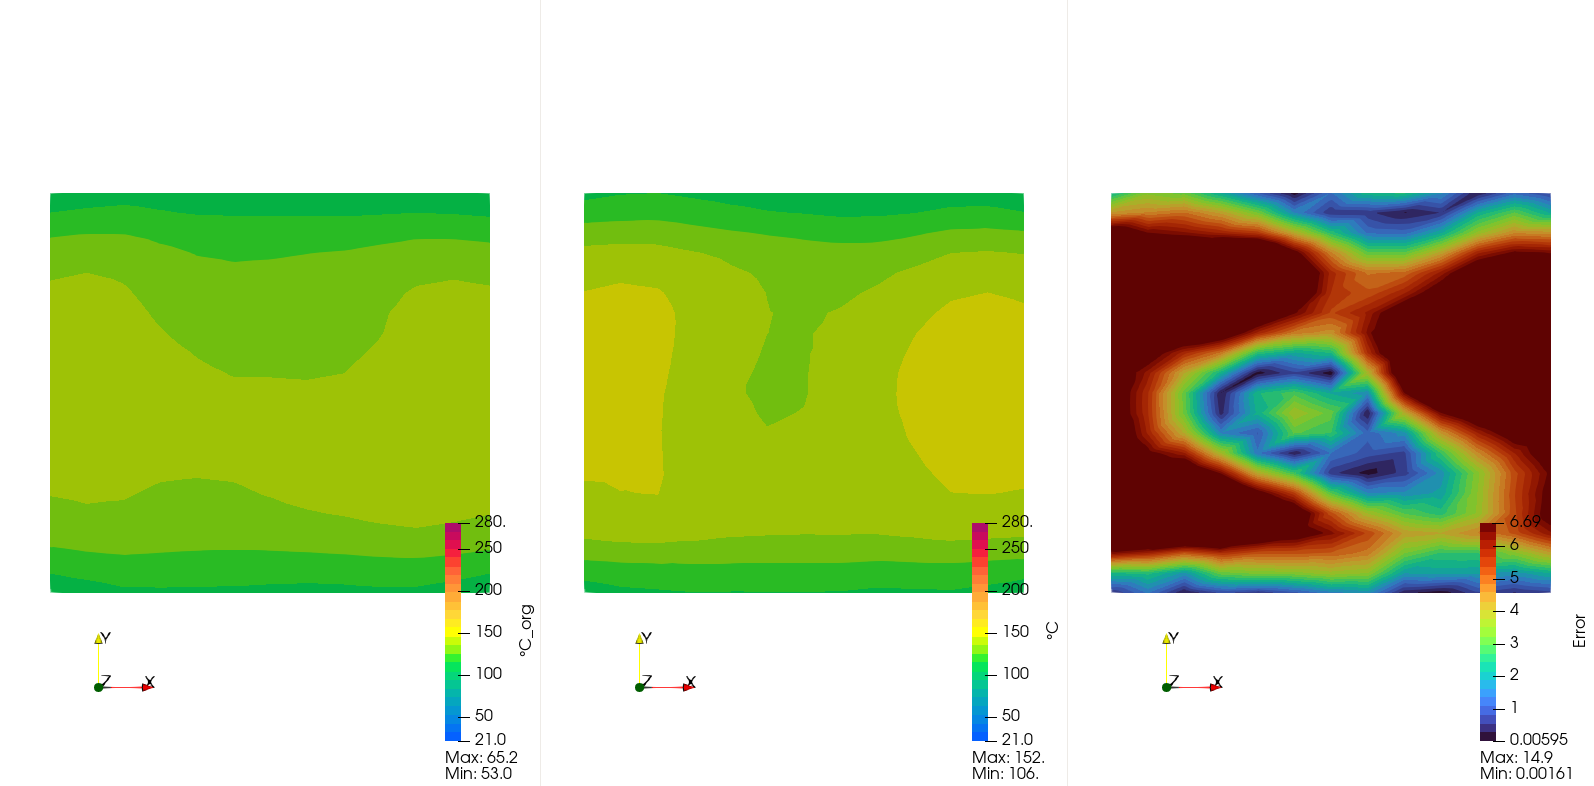 280.
250
200
150
100
50
21.0
°C_org
Max: 65.2
Min: 53.0
Y
Z
X
280.
250
200
150
100
50
21.0
°C
Max: 152.
Min: 106.
Y
Z
X
6.69
6
5
4
3
2
1
0.00595
Error
Max: 14.9
Min: 0.00161
Y
Z
X